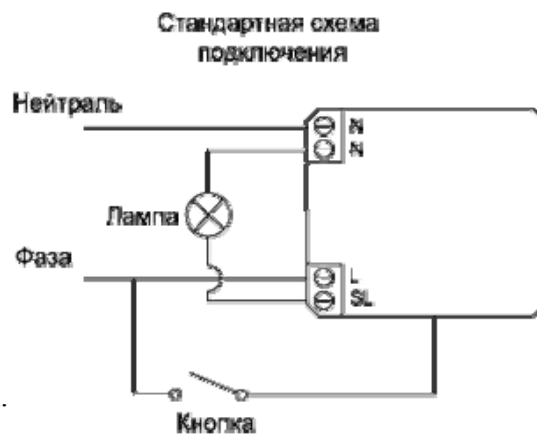 Стандартная схема
подключения
Нейтраль
N
N
Лампа
Фаза
L
SL
Кнопка